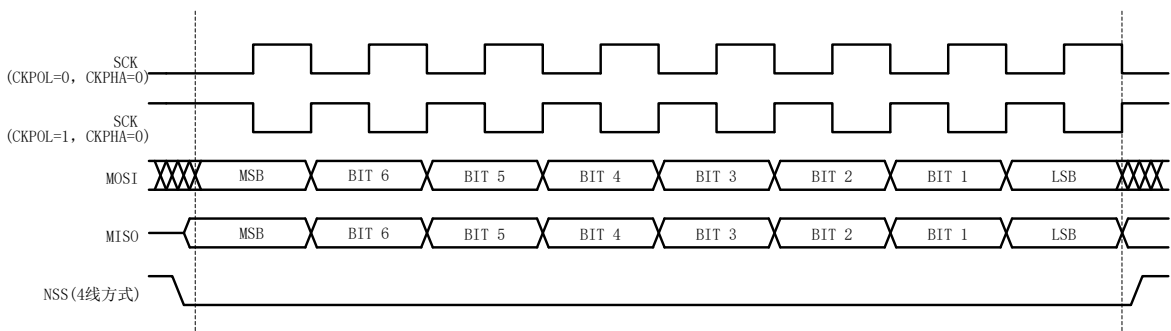 SCK
(CKPOL=0, CKPHA=0)
SCK
(CKPOL=1, CKPHA=0)
MOSI MSB BIT 6 BIT 5 BIT 4 BIT 3 BIT 2 BIT 1 LSB
MISO MSB BIT 6 BIT 5 BIT 4 BIT 3 BIT 2 BIT 1 LSB
NSS(4线方式)